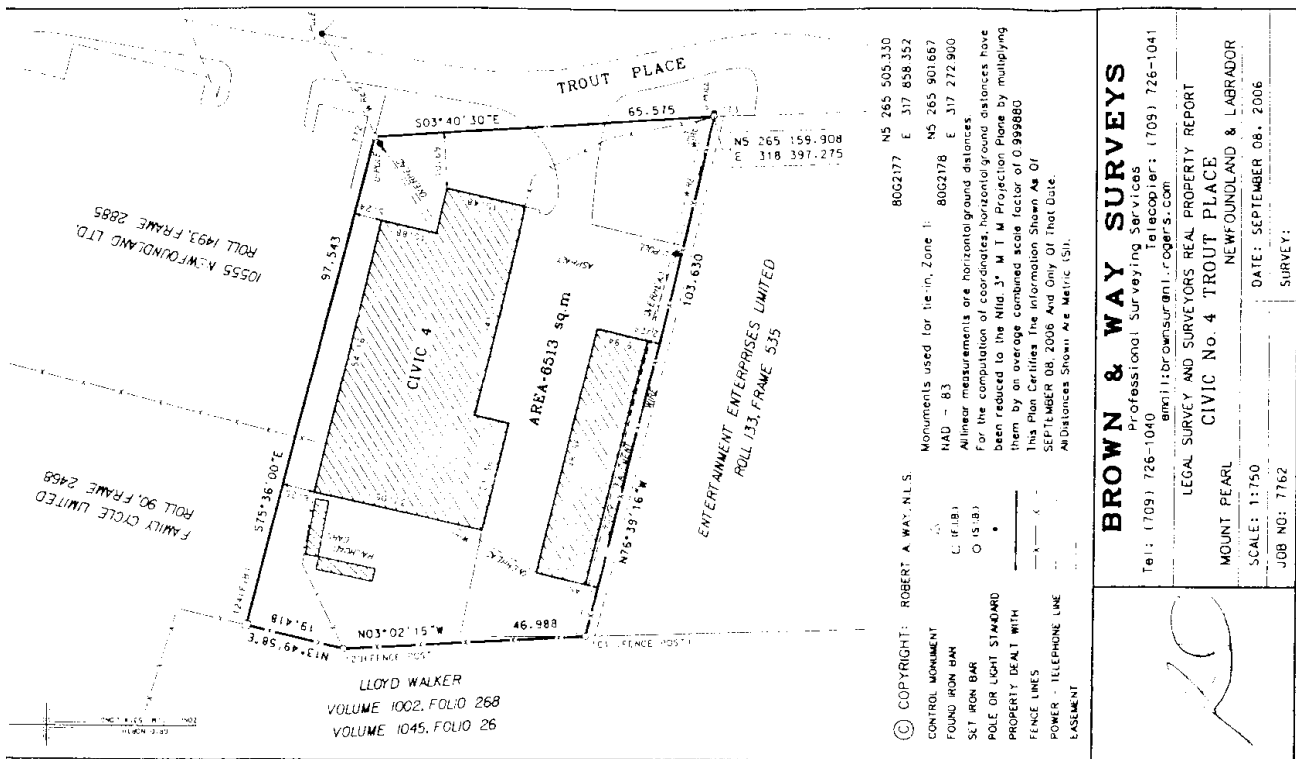 TROUT PLACE
S03°40'30"E
65.575
N5 265 159.908
E 318 397.275
10555 NEWFOUNDLAND LTD.
ROLL 1493, FRAME 2885
97.543
S75°36'00"E
FAMILY CYCLE LIMITED
ROLL 90, FRAME 2468
CIVIC 4
AREA-6513 sq.m
ASPHALT
POLE
103.630
N76°39'16"W
ENTERTAINMENT ENTERPRISES LIMITED
ROLL 133, FRAME 535
19.418
N13°49'58"E
N03°02'15"W
46.988
LLOYD WALKER
VOLUME 1002, FOLIO 268
VOLUME 1045, FOLIO 26
GRID NORTH
© COPYRIGHT: ROBERT A. WAY, N.L.S.
CONTROL MONUMENT
FOUND IRON BAR
(F.I.B.)
SET IRON BAR
(S.I.B.)
POLE OR LIGHT STANDARD
PROPERTY DEALT WITH
FENCE LINES
POWER - TELEPHONE LINE
EASEMENT
Monuments used for tie-in, Zone 1:
80G2177 N5 265 505.330
E 317 858.352
NAD - 83
80G2178 N5 265 901.667
E 317 272.900
All linear measurements are horizontal ground distances.
For the computation of coordinates, horizontal ground distances have
been reduced to the Nfld. 3° M T M Projection Plane by multiplying
them by an average combined scale factor of 0.999880
This Plan Certifies the Information Shown As Of
SEPTEMBER 08, 2006 And Only Of That Date.
All Distances Shown Are Metric (SI).
BROWN & WAY SURVEYS
Professional Surveying Services
Tel: (709) 726-1040 Telecopier: (709) 726-1041
LEGAL SURVEY AND SURVEYORS REAL PROPERTY REPORT
CIVIC No. 4 TROUT PLACE
MOUNT PEARL NEWFOUNDLAND & LABRADOR
SCALE: 1:750 DATE: SEPTEMBER 08, 2006
JOB NO: 7762 SURVEY: